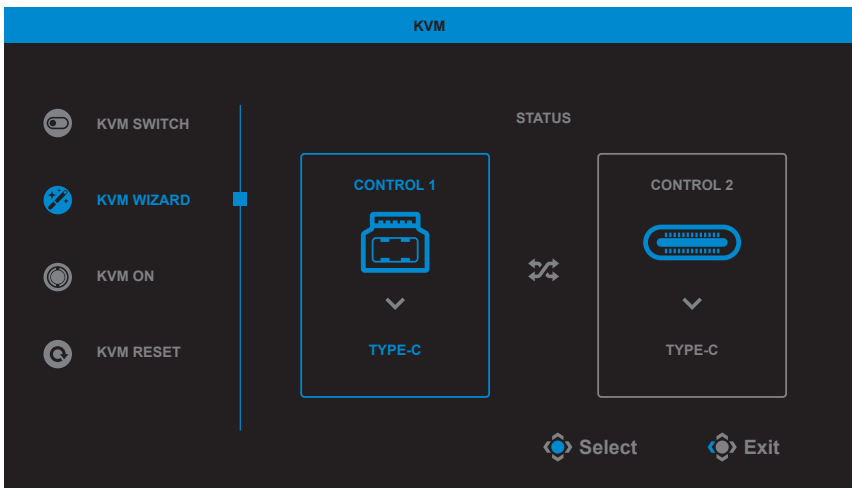 KVM
KVM SWITCH
KVM WIZARD
KVM ON
KVM RESET
STATUS
CONTROL 1
TYPE-C
CONTROL 2
TYPE-C
Select
Exit